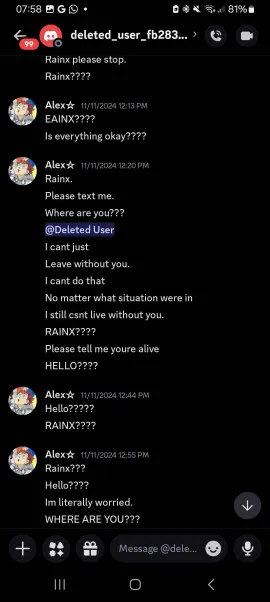 07:58
81%
99
deleted_user_fb283...
Rainx please stop.
Rainx????
Alex☆ 11/11/2024 12:13 PM
EAINX????
Is everything okay????
Alex☆ 11/11/2024 12:20 PM
Rainx.
Please text me.
Where are you???
@Deleted User
I cant just
Leave without you.
I cant do that
No matter what situation were in
I still csnt live without you.
RAINX????
Please tell me youre alive
HELLO????
Alex☆ 11/11/2024 12:44 PM
Hello?????
RAINX????
Alex☆ 11/11/2024 12:55 PM
Rainx???
Hello????
Im literally worried.
WHERE ARE YOU???
Message @dele...